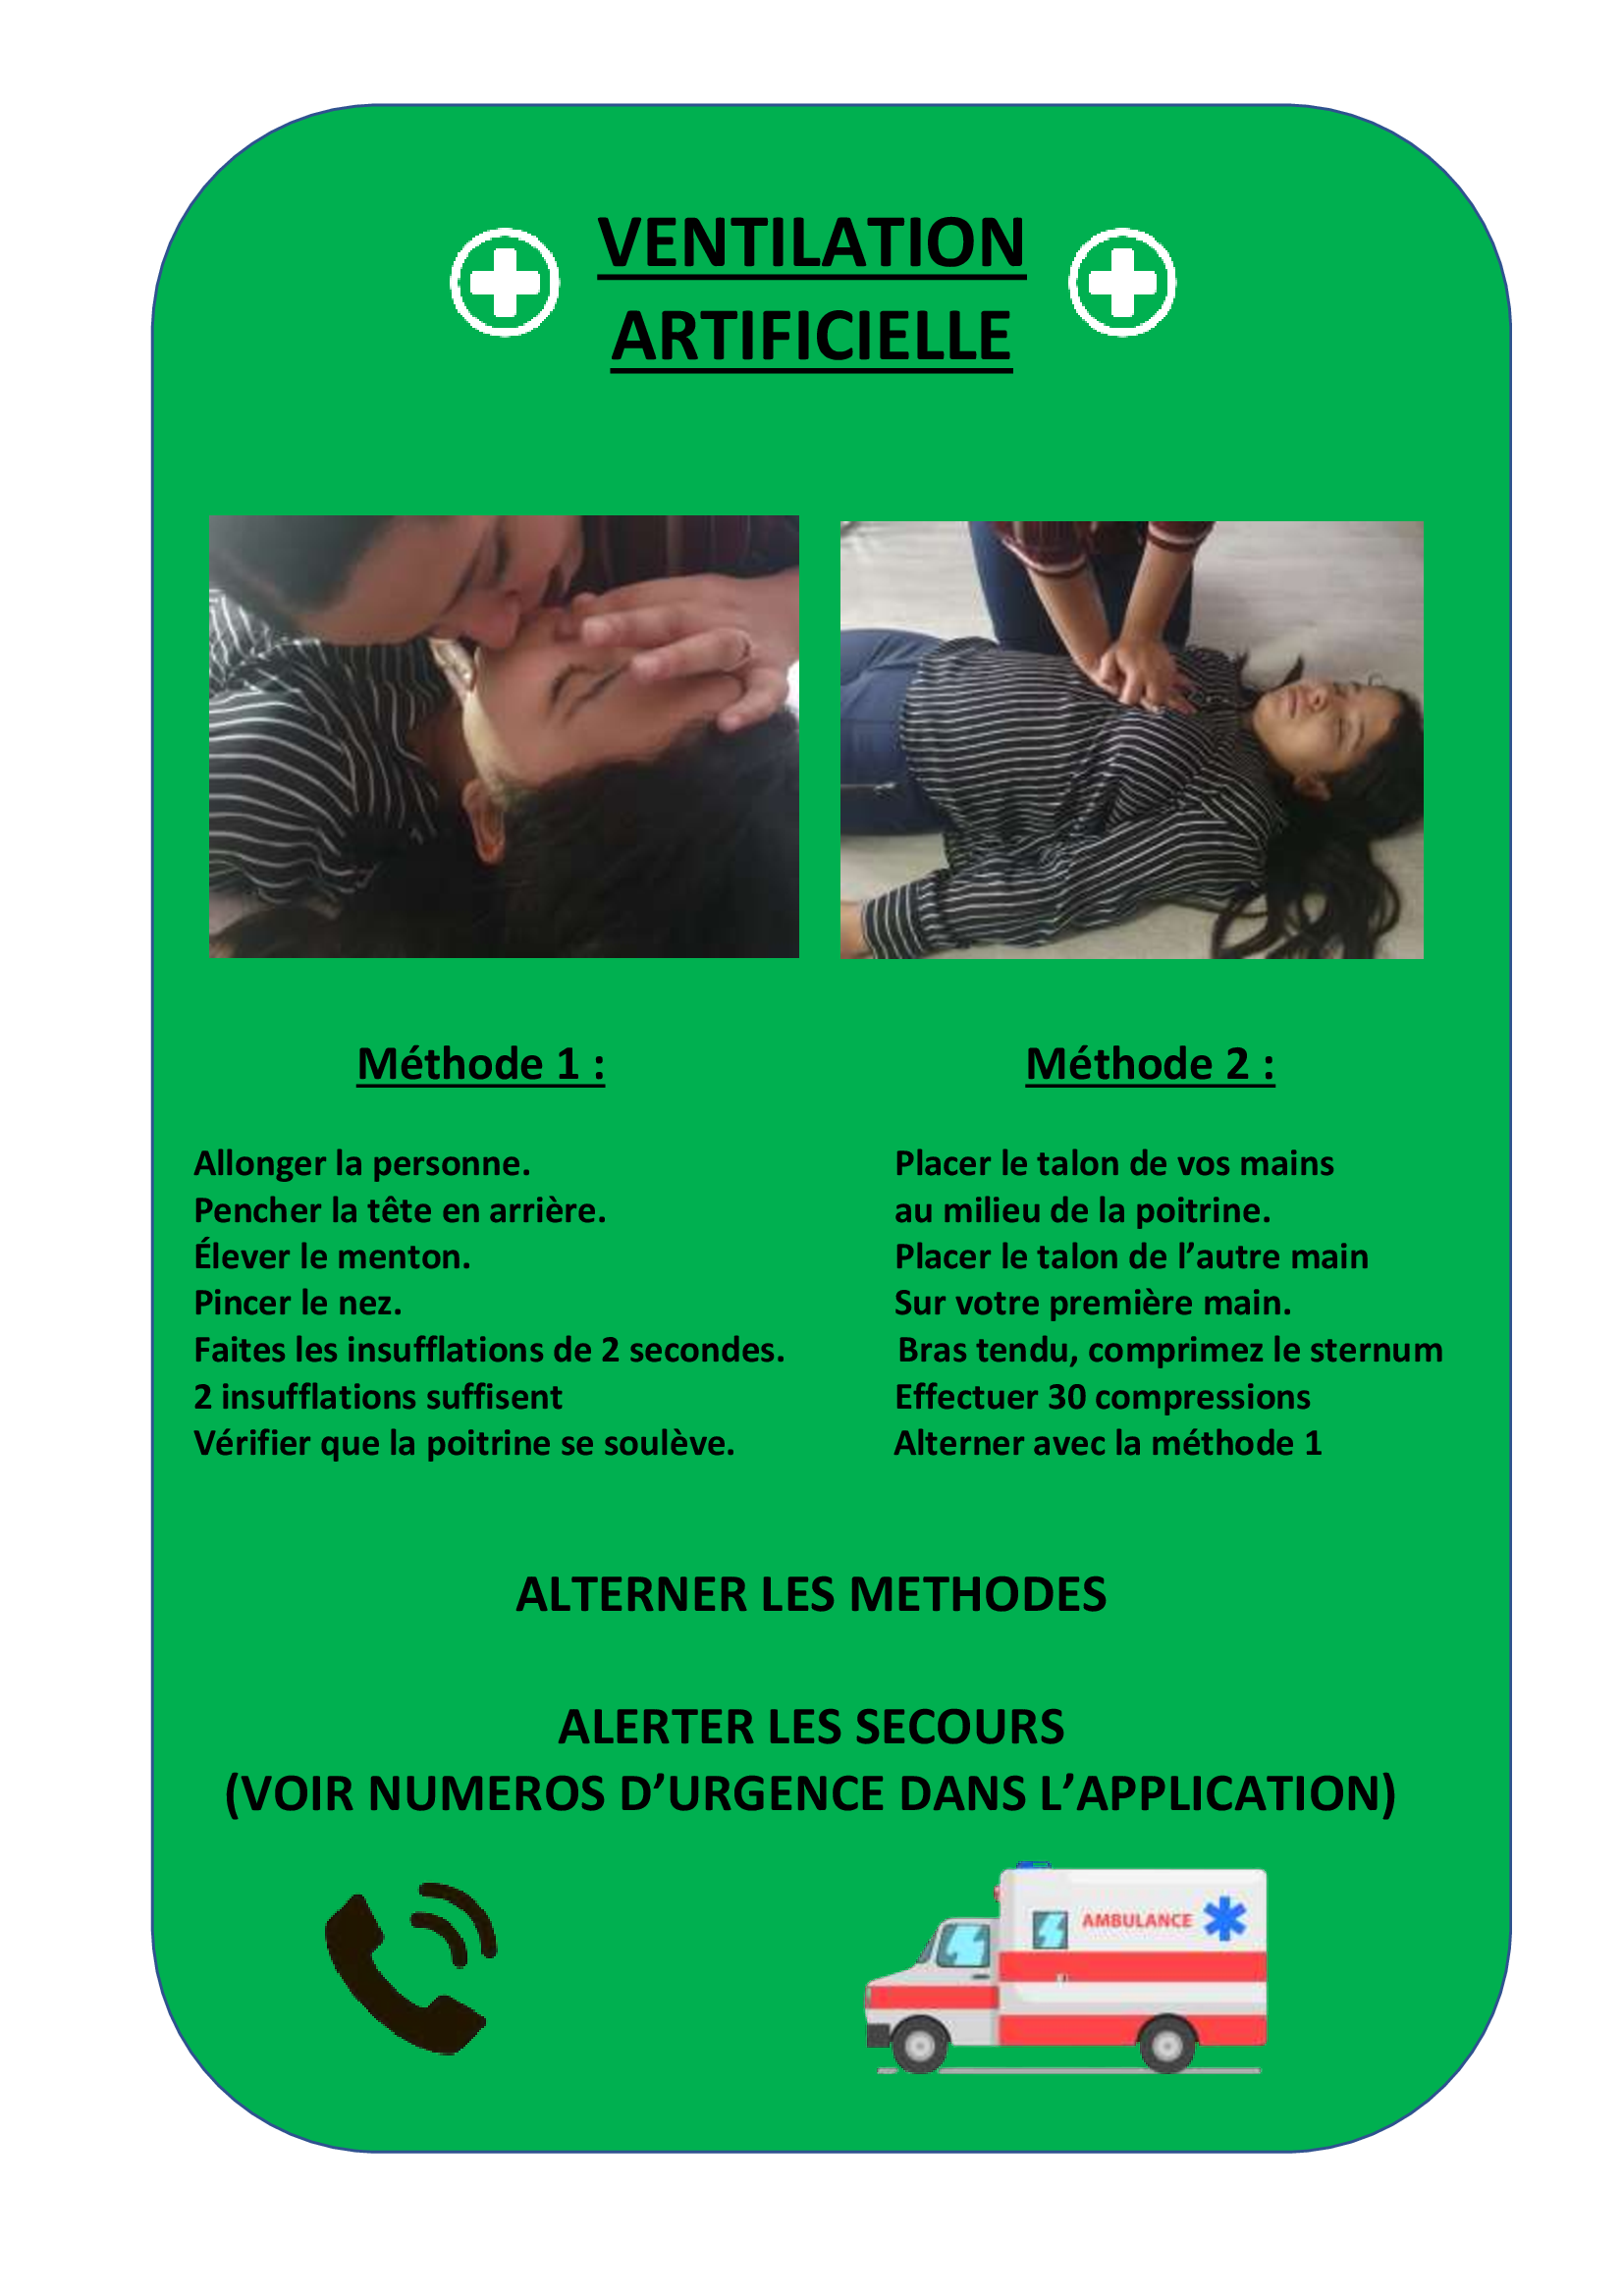 VENTILATION
ARTIFICIELLE
Méthode 1 :
Allonger la personne.
Pencher la tête en arrière.
Élever le menton.
Pincer le nez.
Faites les insufflations de 2 secondes.
2 insufflations suffisent
Vérifier que la poitrine se soulève.
Méthode 2 :
Placer le talon de vos mains
au milieu de la poitrine.
Placer le talon de l’autre main
Sur votre première main.
Bras tendu, comprimez le sternum
Effectuer 30 compressions
Alterner avec la méthode 1
ALTERNER LES METHODES
ALERTER LES SECOURS
(VOIR NUMEROS D’URGENCE DANS L’APPLICATION)
AMBULANCE